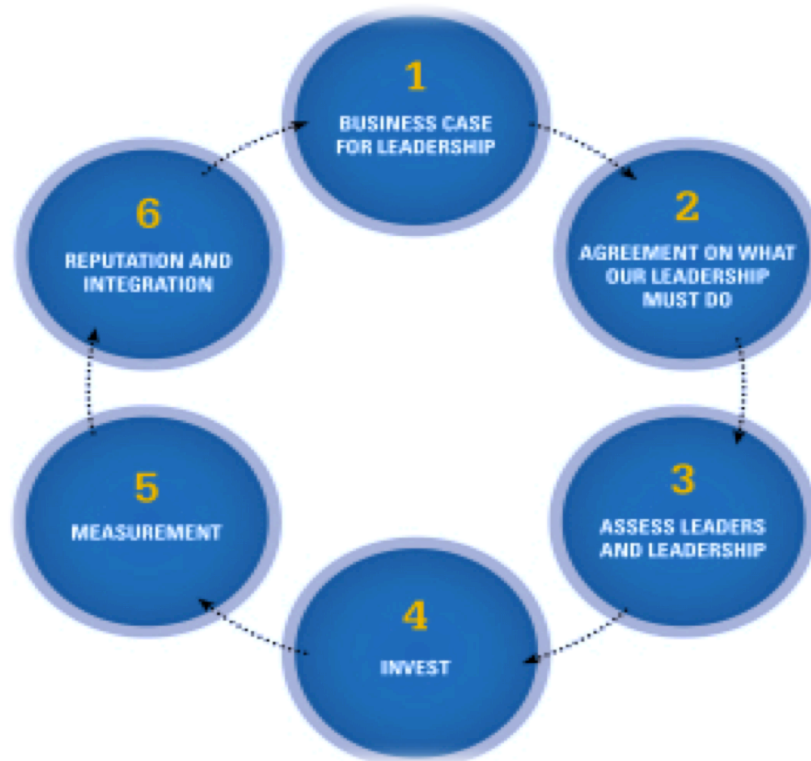 1
BUSINESS CASE
FOR LEADERSHIP
2
AGREEMENT ON WHAT
OUR LEADERSHIP
MUST DO
3
ASSESS LEADERS
AND LEADERSHIP
4
INVEST
5
MEASUREMENT
6
REPUTATION AND
INTEGRATION